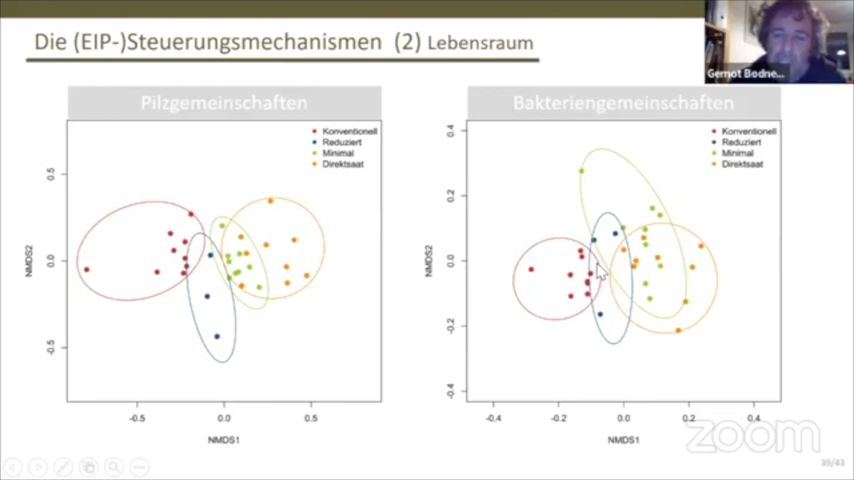 Die (EIP-)Steuerungsmechanismen (2) Lebensraum
Gernot Bodne...
Pilzgemeinschaften
Konventionell
Reduziert
Minimal
Direktsaat
0.5
0.0
-0.5
NMDS2
-0.5
0.0
0.5
NMDS1
Bakteriengemeinschaften
Konventionell
Reduziert
Minimal
Direktsaat
0.4
0.2
0.0
-0.2
-0.4
NMDS2
-0.4
-0.2
0.0
0.2
0.4
NMDS1
zoom
39/43